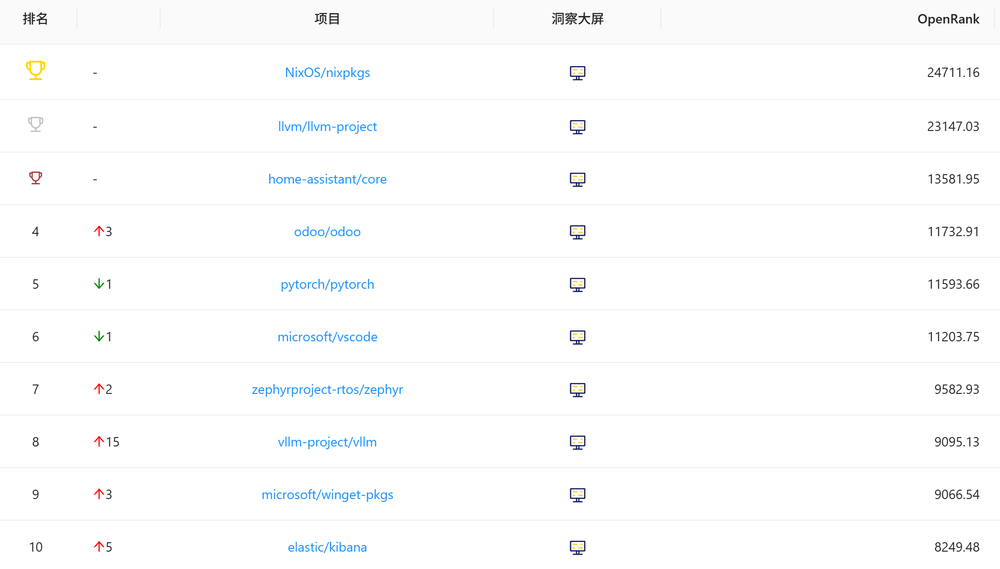 排名 项目 洞察大屏 OpenRank
- NixOS/nixpkgs 24711.16
- llvm/llvm-project 23147.03
- home-assistant/core 13581.95
4 ↑3 odoo/odoo 11732.91
5 ↓1 pytorch/pytorch 11593.66
6 ↓1 microsoft/vscode 11203.75
7 ↑2 zephyrproject-rtos/zephyr 9582.93
8 ↑15 vllm-project/vllm 9095.13
9 ↑3 microsoft/winget-pkgs 9066.54
10 ↑5 elastic/kibana 8249.48